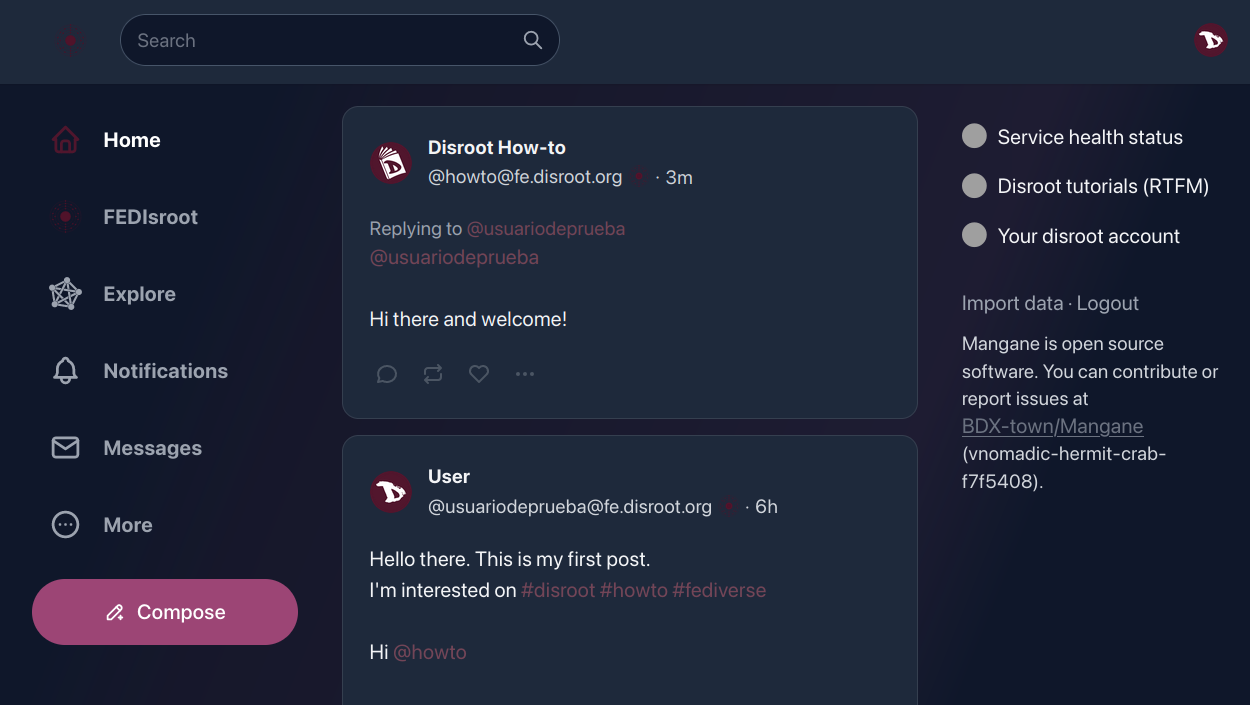 Search
Home
FEDIsroot
Explore
Notifications
Messages
More
Compose
Disroot How-to
@howto@fe.disroot.org · 3m
Replying to @usuariodeprueba
@usuariodeprueba
Hi there and welcome!
User
@usuariodeprueba@fe.disroot.org · 6h
Hello there. This is my first post.
I'm interested on #disroot #howto #fediverse
Hi @howto
Service health status
Disroot tutorials (RTFM)
Your disroot account
Import data · Logout
Mangane is open source
software. You can contribute or
report issues at
BDX-town/Mangane
(vnomadic-hermit-crab-
f7f5408).